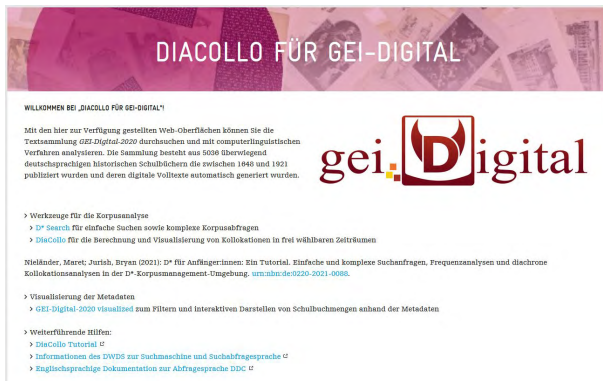 DIACOLLO FÜR GEI-DIGITAL
WILLKOMMEN BEI „DIACOLLO FÜR GEI-DIGITAL“!
Mit den hier zur Verfügung gestellten Web-Oberflächen können Sie die
Textsammlung GEI-Digital-2020 durchsuchen und mit computerlinguistischen
Verfahren analysieren. Die Sammlung besteht aus 5036 überwiegend
deutschsprachigen historischen Schulbüchern die zwischen 1648 und 1921
publiziert wurden und deren digitale Volltexte automatisch generiert wurden.
gei.Digital
> Werkzeuge für die Korpusanalyse
> D* Search für einfache Suchen sowie komplexe Korpusabfragen
> DiaCollo für die Berechnung und Visualisierung von Kollokationen in frei wählbaren Zeiträumen
Nieländer, Maret; Jurish, Bryan (2021): D* für Anfänger:innen: Ein Tutorial. Einfache und komplexe Suchanfragen, Frequenzanalysen und diachrone
Kollokationsanalysen in der D*-Korpusmanagement-Umgebung. urn:nbn:de:0220-2021-0088.
> Visualisierung der Metadaten
> GEI-Digital-2020 visualized zum Filtern und interaktiven Darstellen von Schulbuchmengen anhand der Metadaten
> Weiterführende Hilfen:
> DiaCollo Tutorial
> Informationen des DWDS zur Suchmaschine und Suchabfragesprache
> Englischsprachige Dokumentation zur Abfragesprache DDC